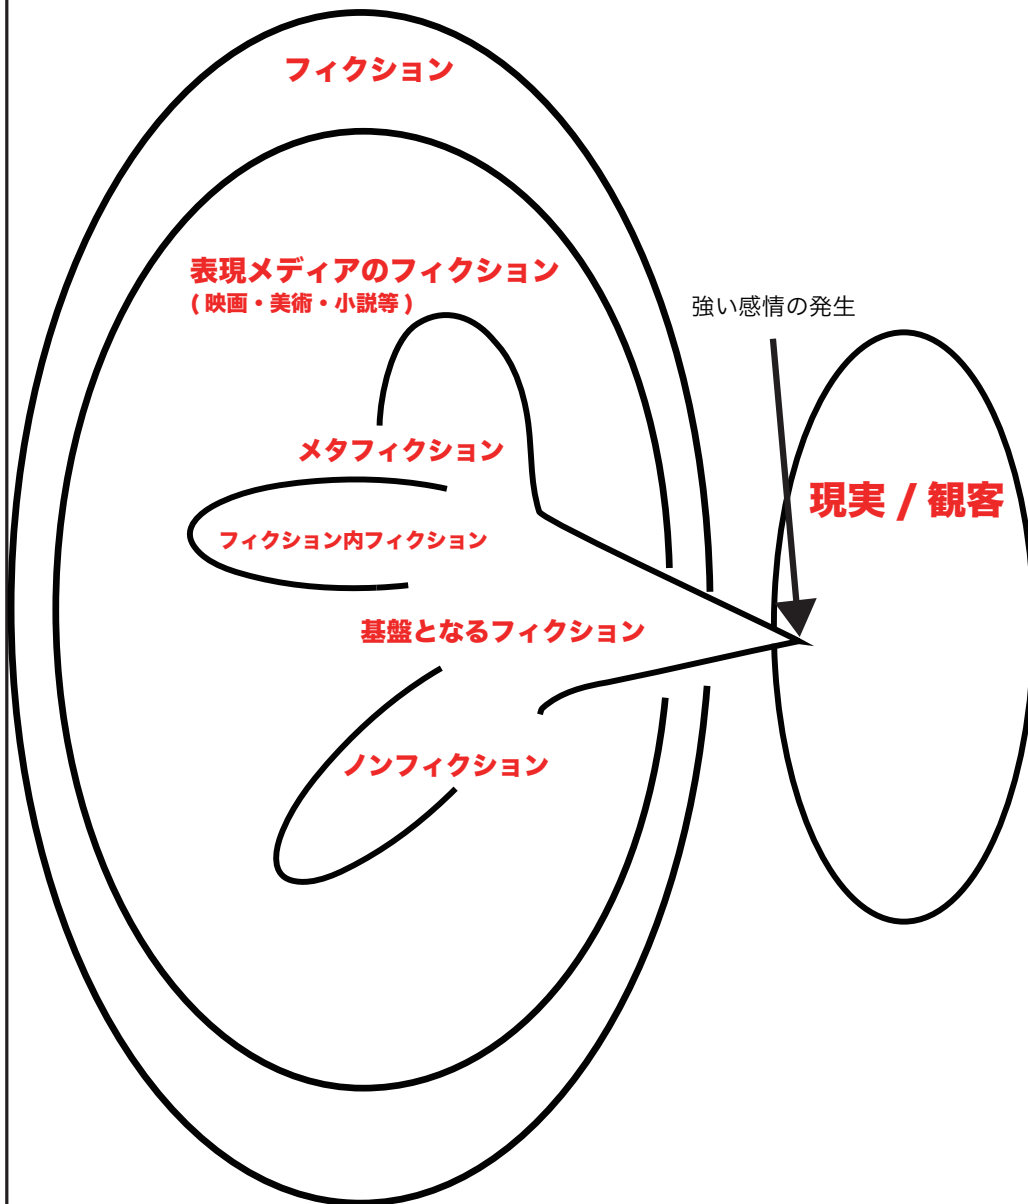 フィクション
表現メディアのフィクション
( 映画・美術・小説等 )
強い感情の発生
メタフィクション
現実 / 観客
フィクション内フィクション
基盤となるフィクション
ノンフィクション